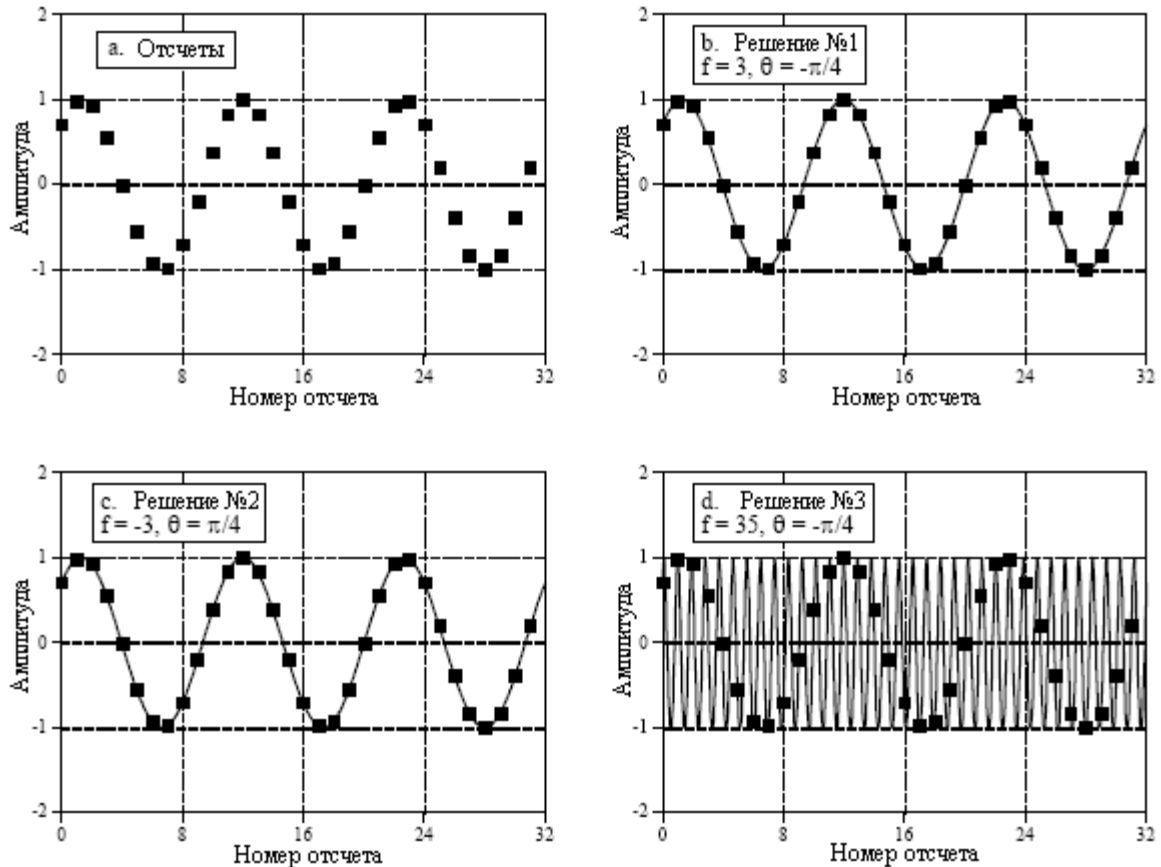 a. Отсчеты
Амплитуда
2
1
0
-1
-2
0 8 16 24 32
Номер отсчета
b. Решение №1
f = 3, θ = -π/4
Амплитуда
2
1
0
-1
-2
0 8 16 24 32
Номер отсчета
c. Решение №2
f = -3, θ = π/4
Амплитуда
2
1
0
-1
-2
0 8 16 24 32
Номер отсчета
d. Решение №3
f = 35, θ = -π/4
Амплитуда
2
1
0
-1
-2
0 8 16 24 32
Номер отсчета